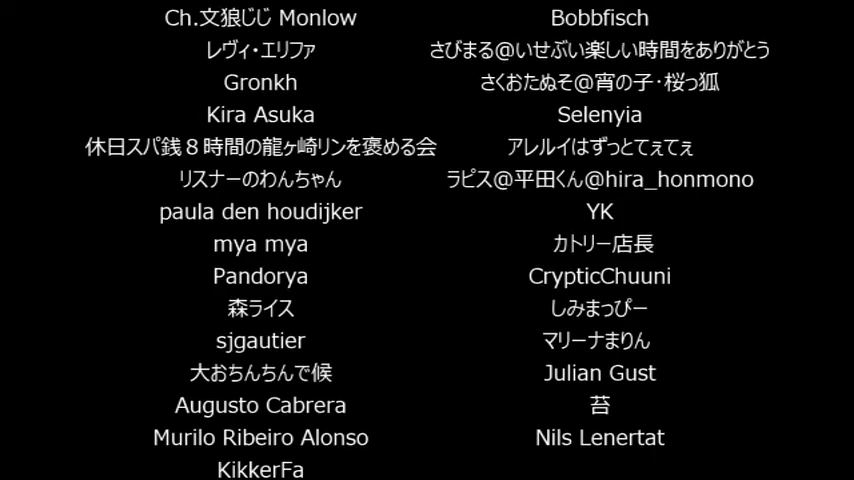 Ch.文狼じじ Monlow
Bobbfisch
レヴィ・エリファ
さびまる@いせぶい楽しい時間をありがとう
Gronkh
さくおたぬそ@宵の子・桜っ狐
Kira Asuka
Selenyia
休日スパ銭８時間の龍ヶ崎リンを褒める会
アレルイはずっとてぇてぇ
リスナーのわんちゃん
ラピス@平田くん@hira_honmono
paula den houdijker
YK
mya mya
カトリー店長
Pandorya
CrypticChuuni
森ライス
しみまっぴー
sjgautier
マリーナまりん
大おちんちんで候
Julian Gust
Augusto Cabrera
苔
Murilo Ribeiro Alonso
Nils Lenertat
KikkerFa